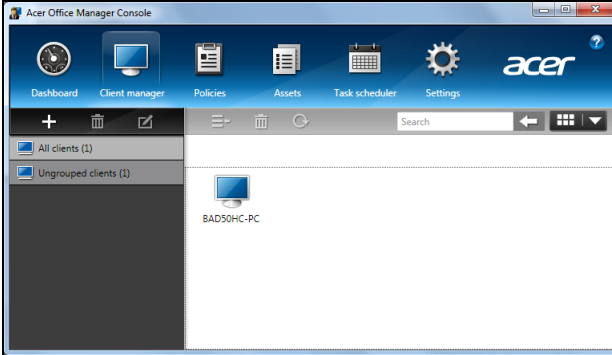 Acer Office Manager Console
Dashboard Client manager Policies Assets Task scheduler Settings acer ?
Search
All clients (1)
Ungrouped clients (1)
BAD50HC-PC